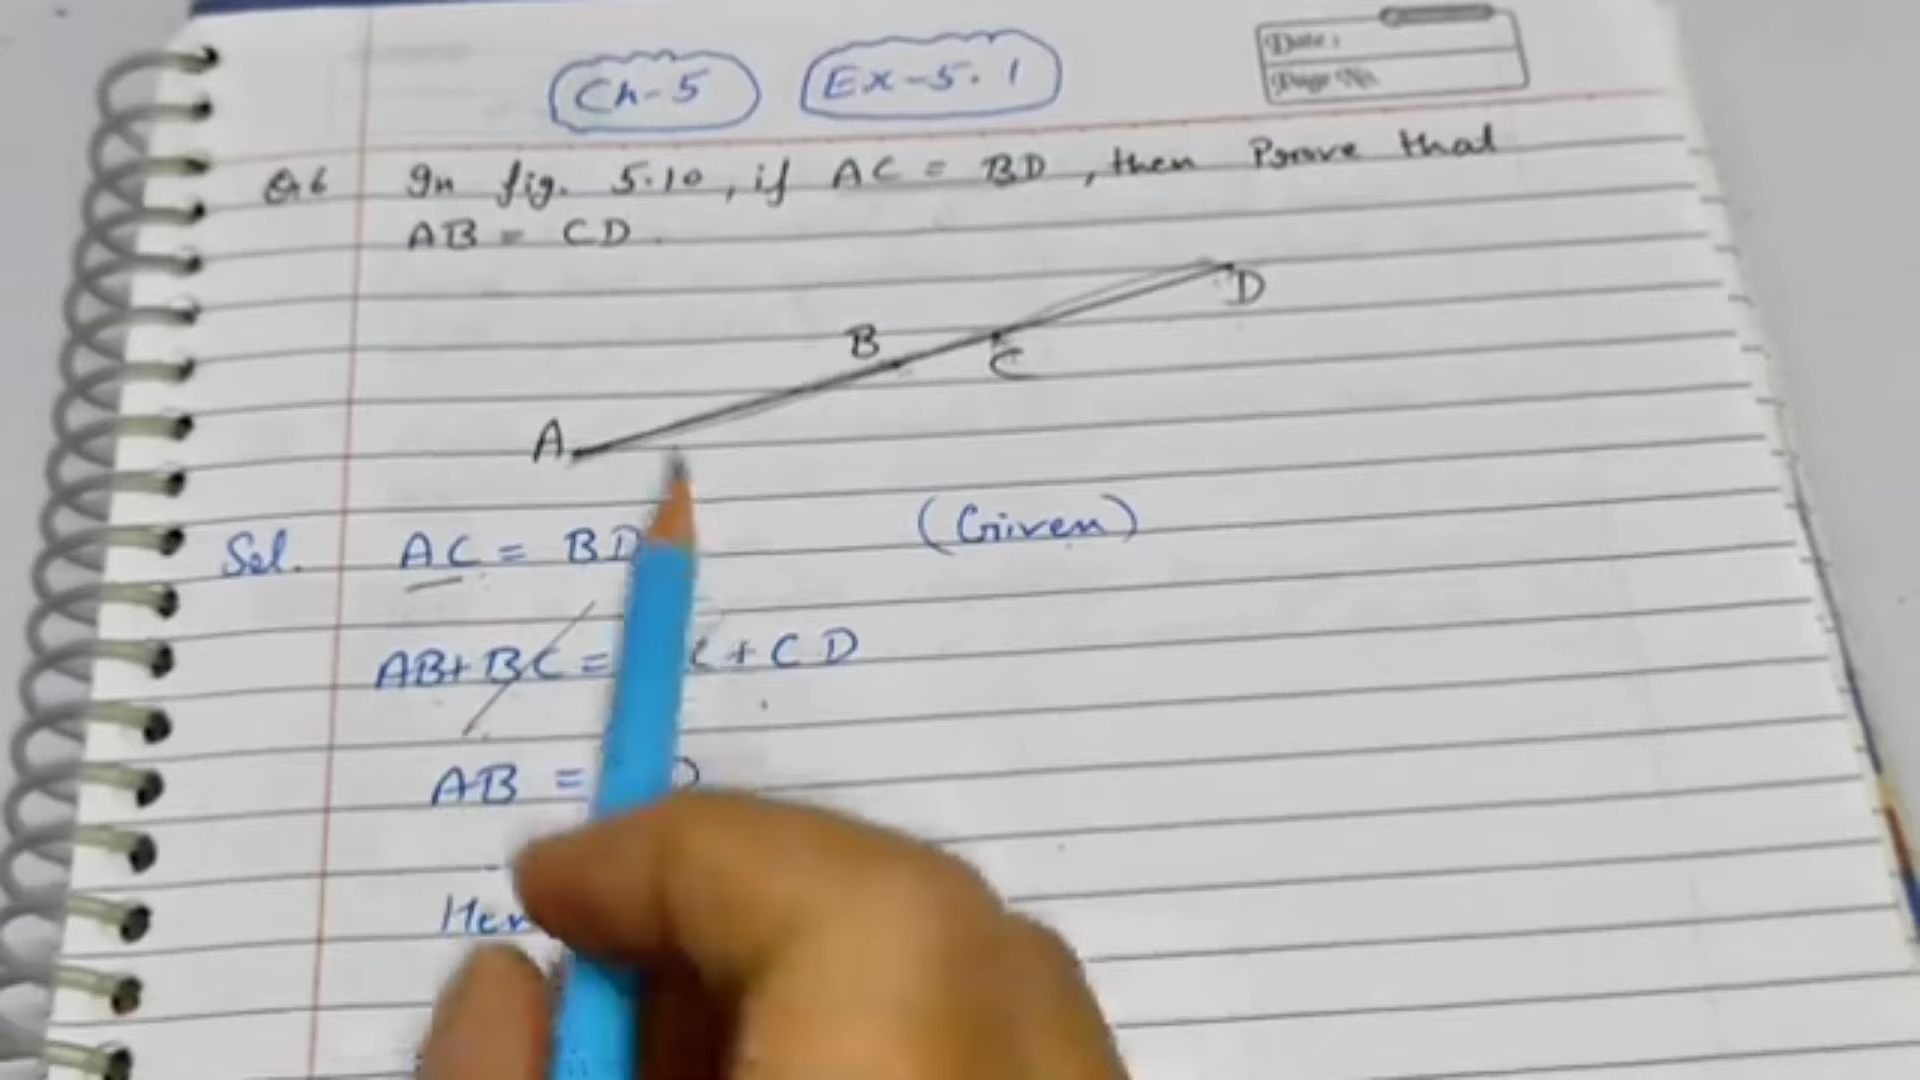 Ch-5 Ex-5.1
Date:
Page No.
Q.6 In fig. 5.10, if AC = BD, then Prove that
AB = CD.
D
B
C
A
Sol. AC = BD (Given)
AB+BC = C + CD
AB =